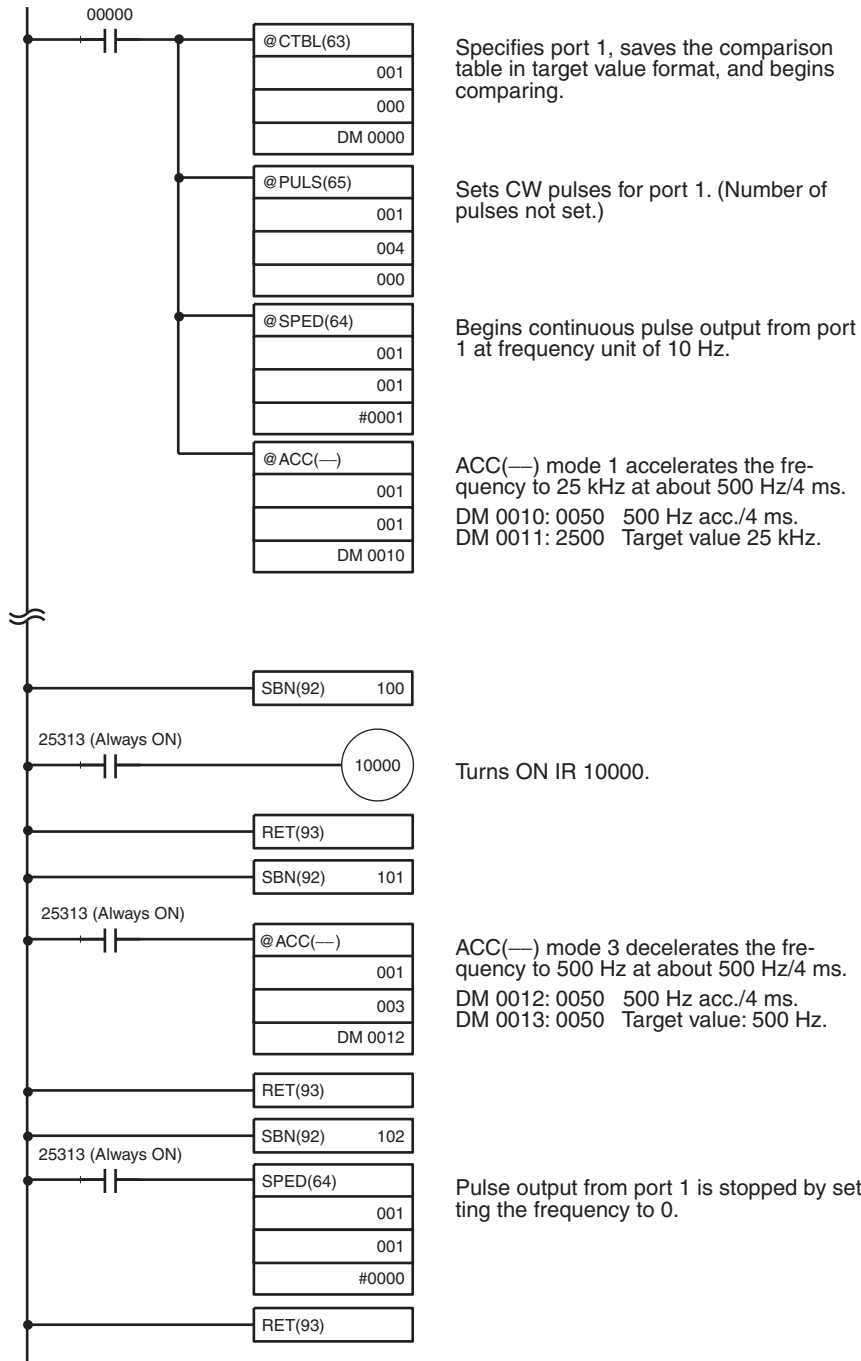 00000
@CTBL(63)
001
000
DM 0000
Specifies port 1, saves the comparison
table in target value format, and begins
comparing.
@PULS(65)
001
004
000
Sets CW pulses for port 1. (Number of
pulses not set.)
@SPED(64)
001
001
#0001
Begins continuous pulse output from port
1 at frequency unit of 10 Hz.
@ACC(––)
001
001
DM 0010
ACC(––) mode 1 accelerates the fre-
quency to 25 kHz at about 500 Hz/4 ms.
DM 0010: 0050 500 Hz acc./4 ms.
DM 0011: 2500 Target value 25 kHz.
SBN(92) 100
25313 (Always ON)
10000
Turns ON IR 10000.
RET(93)
SBN(92) 101
25313 (Always ON)
@ACC(––)
001
003
DM 0012
ACC(––) mode 3 decelerates the fre-
quency to 500 Hz at about 500 Hz/4 ms.
DM 0012: 0050 500 Hz acc./4 ms.
DM 0013: 0050 Target value: 500 Hz.
RET(93)
SBN(92) 102
25313 (Always ON)
SPED(64)
001
001
#0000
Pulse output from port 1 is stopped by set
ting the frequency to 0.
RET(93)